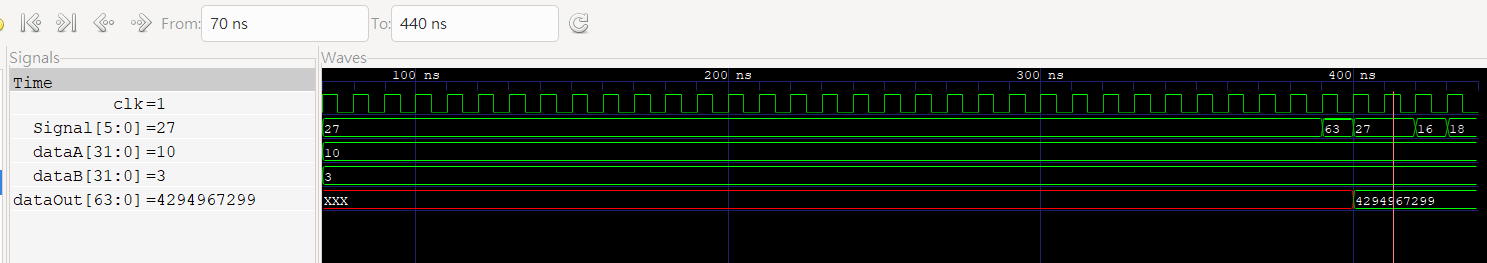 From: 70 ns To: 440 ns
Signals Waves
Time 100 ns 200 ns 300 ns 400 ns
clk=1
Signal[5:0]=27 27 63 27 16 18
dataA[31:0]=10 10
dataB[31:0]=3 3
dataOut[63:0]=4294967299 XXX 4294967299